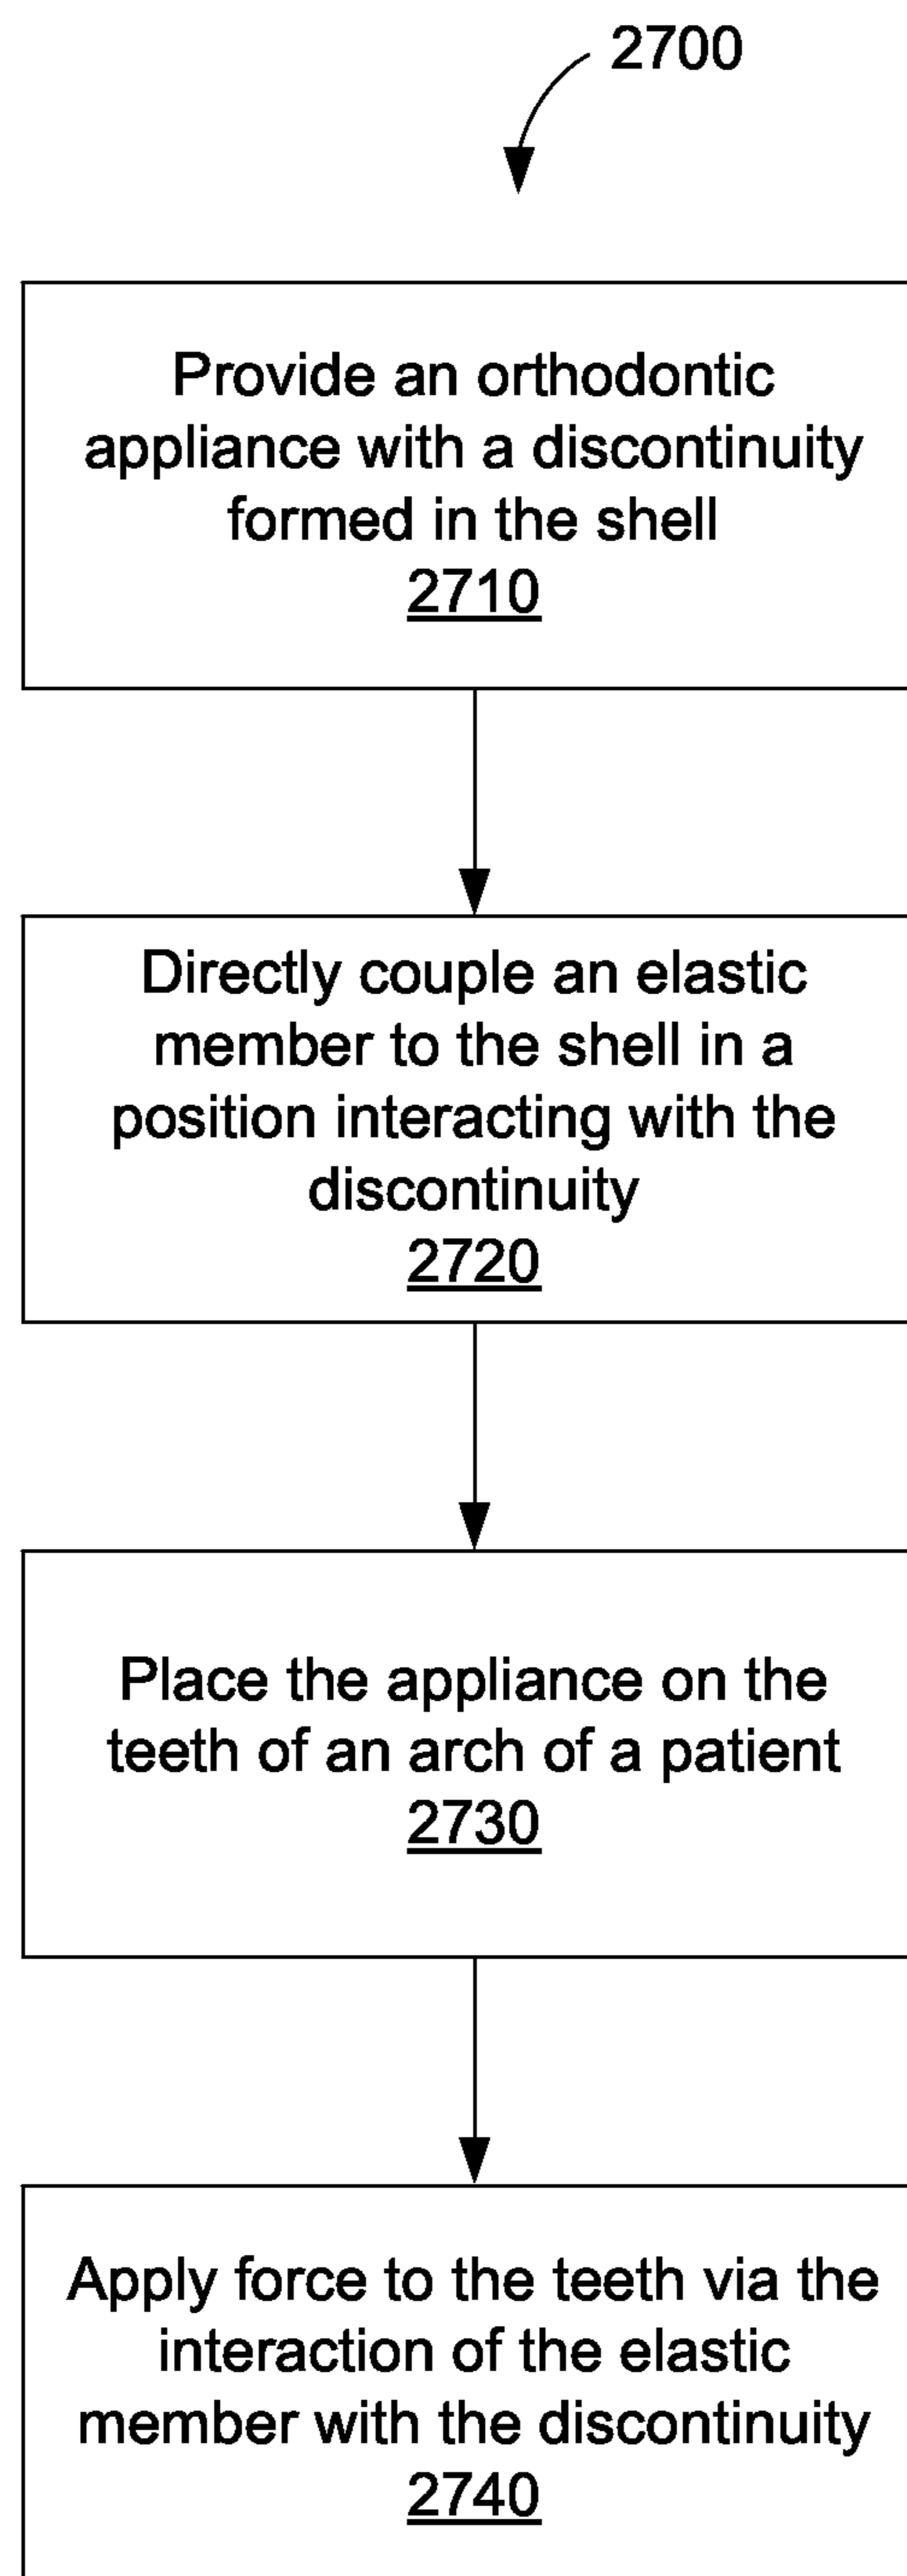 2700
Provide an orthodontic
appliance with a discontinuity
formed in the shell
2710
Directly couple an elastic
member to the shell in a
position interacting with the
discontinuity
2720
Place the appliance on the
teeth of an arch of a patient
2730
Apply force to the teeth via the
interaction of the elastic
member with the discontinuity
2740